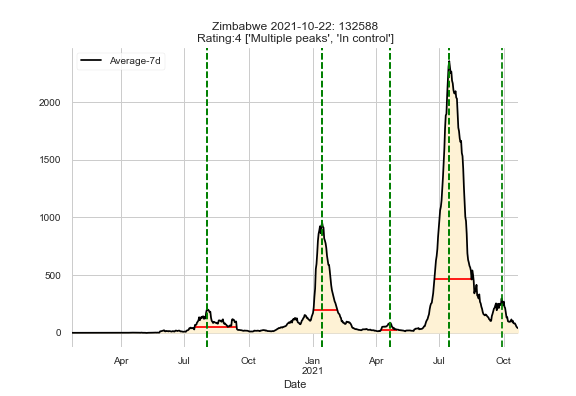 Zimbabwe 2021-10-22: 132588
Rating:4 ['Multiple peaks', 'In control']
Average-7d
2000
1500
1000
500
0
Apr Jul Oct Jan Apr Jul Oct
2021
Date